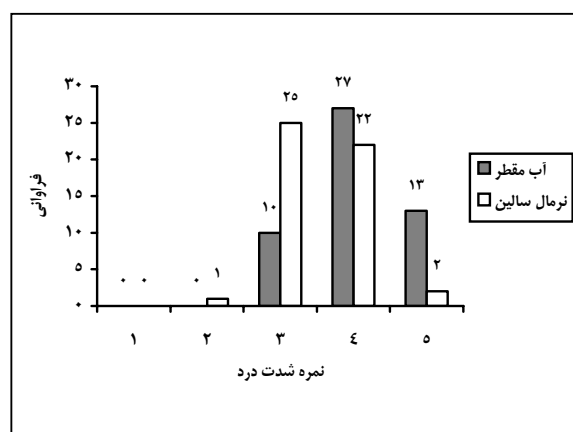 فراوانی
۳۰
۲۵
۲۰
۱۵
۱۰
۵
۰
۰ ۰
۰ ۱
۱۰ ۲۵
۲۷ ۲۲
۱۳ ۲
۱ ۲ ۳ ٤ ۵
نمره شدت درد
آب مقطر
نرمال سالین